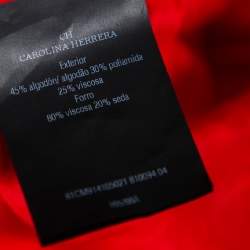 CH
CAROLINA HERRERA
Exterior
45% algodón/ algodão 30% poliamida
25% viscosa
Forro
80% viscosa 20% seda